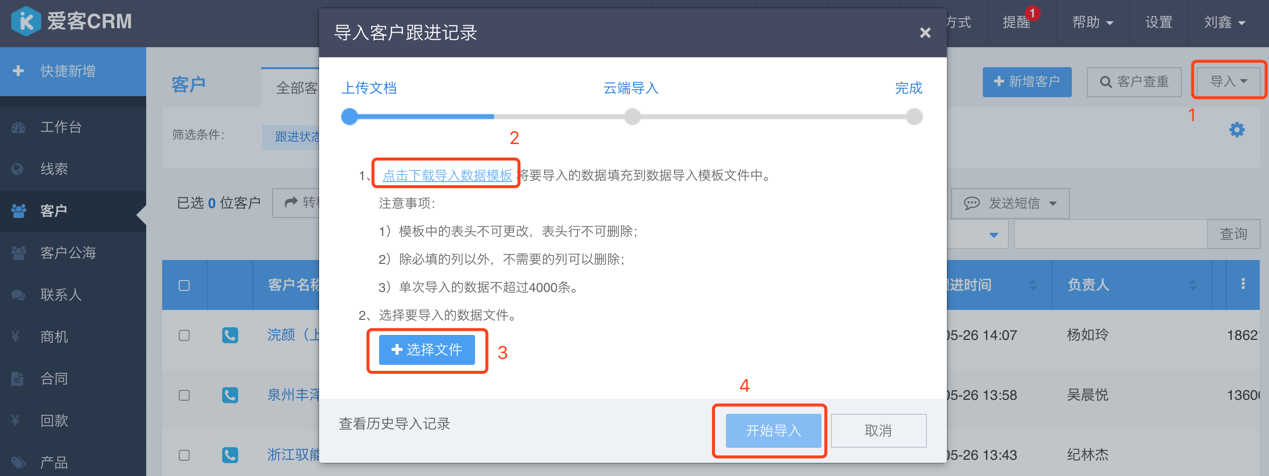 爱客CRM
导入客户跟进记录
方式
提醒
1
帮助
设置
刘鑫
快捷新增
工作台
线索
客户
客户公海
联系人
¥ 商机
合同
¥ 回款
产品
客户
全部客
新增客户
客户查重
导入
1
筛选条件:
跟进状态
已选 0 位客户
发送短信
查询
客户名称
跟进时间
负责人
浣颜（上
05-26 14:07
杨如玲
1862
泉州丰泽
05-26 13:58
吴晨悦
1360
浙江驭能
05-26 13:43
纪林杰
上传文档
云端导入
完成
2
1、点击下载导入数据模板 将要导入的数据填充到数据导入模板文件中。
注意事项:
1）模板中的表头不可更改，表头行不可删除；
2）除必填的列以外，不需要的列可以删除；
3）单次导入的数据不超过4000条。
2、选择要导入的数据文件。
选择文件
3
4
查看历史导入记录
开始导入
取消